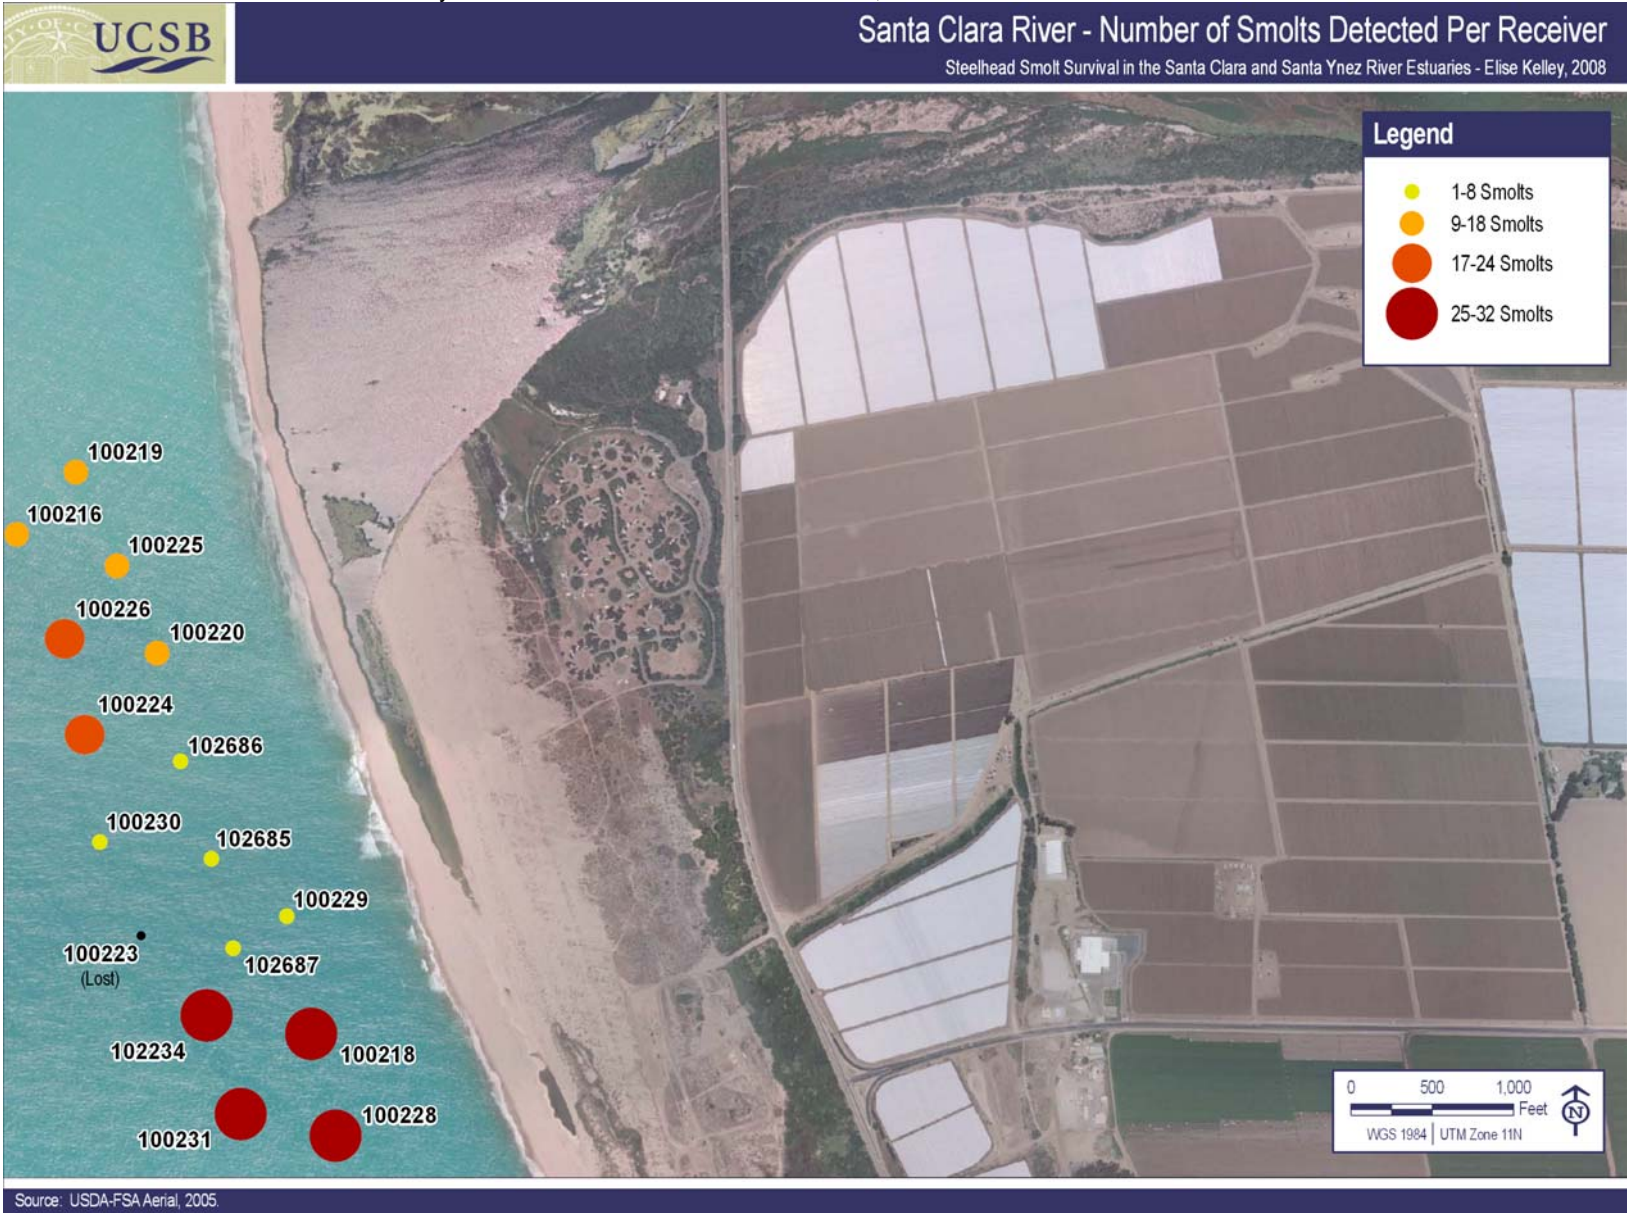 UCSB
Santa Clara River - Number of Smolts Detected Per Receiver
Steelhead Smolt Survival in the Santa Clara and Santa Ynez River Estuaries - Elise Kelley, 2008
Legend
1-8 Smolts
9-18 Smolts
17-24 Smolts
25-32 Smolts
100219
100216
100225
100226
100220
100224
102686
100230
102685
100229
100223
(Lost)
102687
102234
100218
100231
100228
0 500 1,000
Feet
N
WGS 1984 | UTM Zone 11N
Source: USDA-FSA Aerial, 2005.